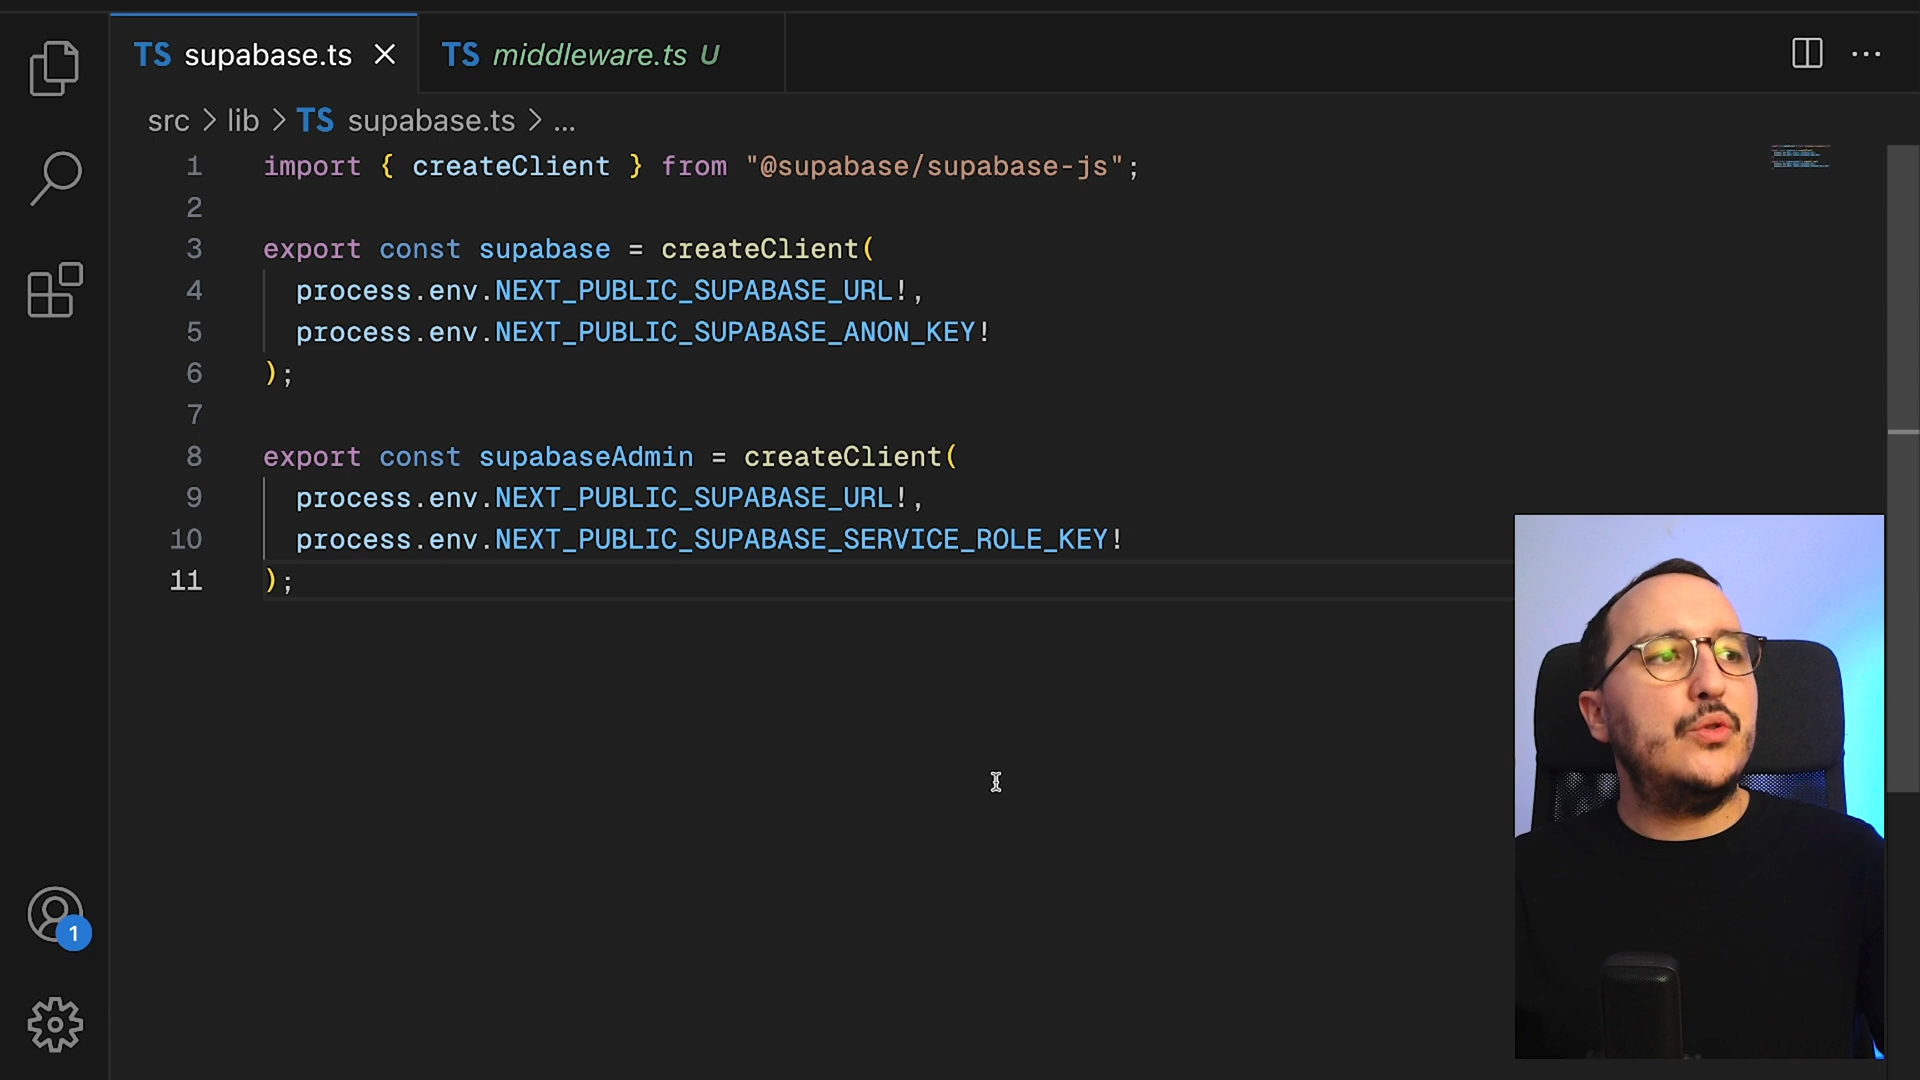 TS supabase.ts
TS middleware.ts U
src > lib > TS supabase.ts > ...
1 import { createClient } from "@supabase/supabase-js";
2
3 export const supabase = createClient(
4 process.env.NEXT_PUBLIC_SUPABASE_URL!,
5 process.env.NEXT_PUBLIC_SUPABASE_ANON_KEY!
6 );
7
8 export const supabaseAdmin = createClient(
9 process.env.NEXT_PUBLIC_SUPABASE_URL!,
10 process.env.NEXT_PUBLIC_SUPABASE_SERVICE_ROLE_KEY!
11 );
1